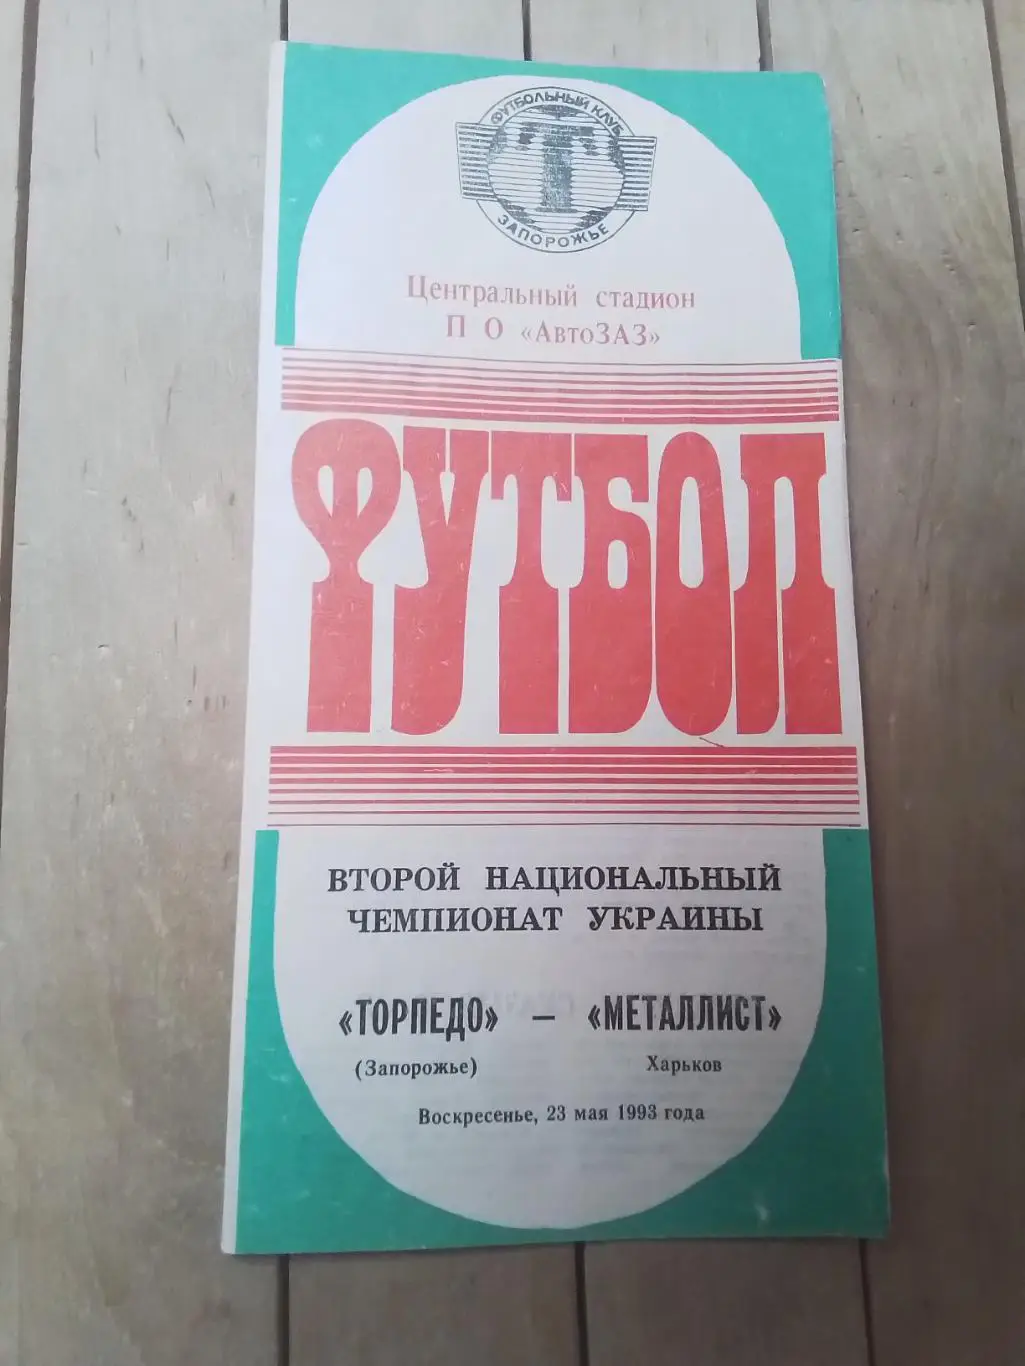 ФУТБОЛЬНЫЙ КЛУБ
Т
ЗАПОРОЖЬЕ
Центральный стадион
П О «АвтоЗАЗ»
ФУТБОЛ
ВТОРОЙ НАЦИОНАЛЬНЫЙ
ЧЕМПИОНАТ УКРАИНЫ
«ТОРПЕДО» — «МЕТАЛЛИСТ»
(Запорожье) Харьков
Воскресенье, 23 мая 1993 года